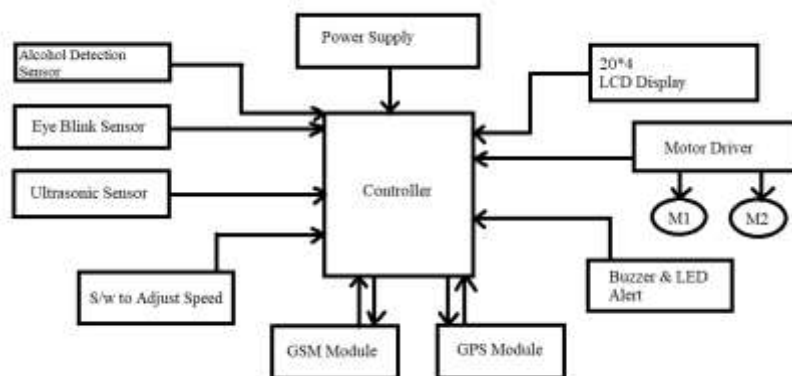 Power Supply
Alcohol Detection
Sensor
20*4
LCD Display
Eye Blink Sensor
Motor Driver
Ultrasonic Sensor
Controller
M1
M2
S/w to Adjust Speed
Buzzer & LED
Alert
GSM Module
GPS Module